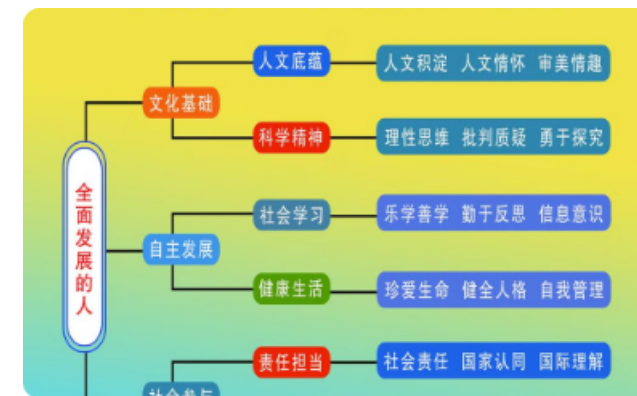 全面发展的人
文化基础
人文底蕴
人文积淀 人文情怀 审美情趣
科学精神
理性思维 批判质疑 勇于探究
自主发展
社会学习
乐学善学 勤于反思 信息意识
健康生活
珍爱生命 健全人格 自我管理
社会参与
责任担当
社会责任 国家认同 国际理解